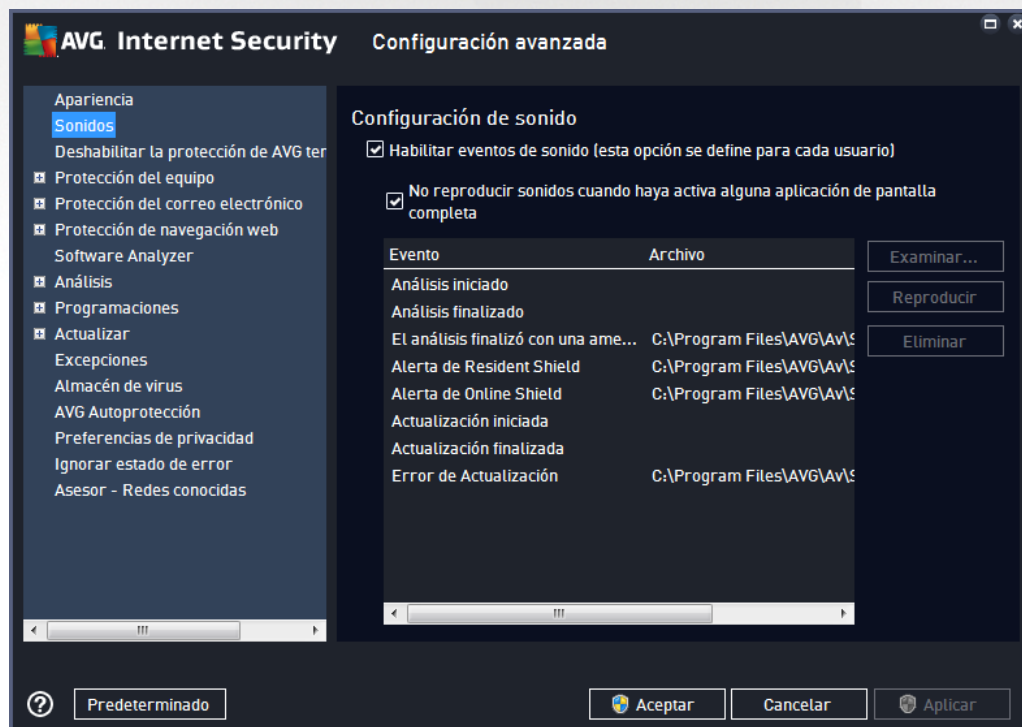 AVG Internet Security Configuración avanzada
Apariencia
Sonidos
Deshabilitar la protección de AVG ter
Protección del equipo
Protección del correo electrónico
Protección de navegación web
Software Analyzer
Análisis
Programaciones
Actualizar
Excepciones
Almacén de virus
AVG Autoprotección
Preferencias de privacidad
Ignorar estado de error
Asesor - Redes conocidas
Configuración de sonido
Habilitar eventos de sonido (esta opción se define para cada usuario)
No reproducir sonidos cuando haya activa alguna aplicación de pantalla
completa
Evento Archivo
Análisis iniciado
Análisis finalizado
El análisis finalizó con una ame... C:\Program Files\AVG\Av\S
Alerta de Resident Shield C:\Program Files\AVG\Av\S
Alerta de Online Shield C:\Program Files\AVG\Av\S
Actualización iniciada
Actualización finalizada
Error de Actualización C:\Program Files\AVG\Av\S
Examinar...
Reproducir
Eliminar
Predeterminado
Aceptar
Cancelar
Aplicar